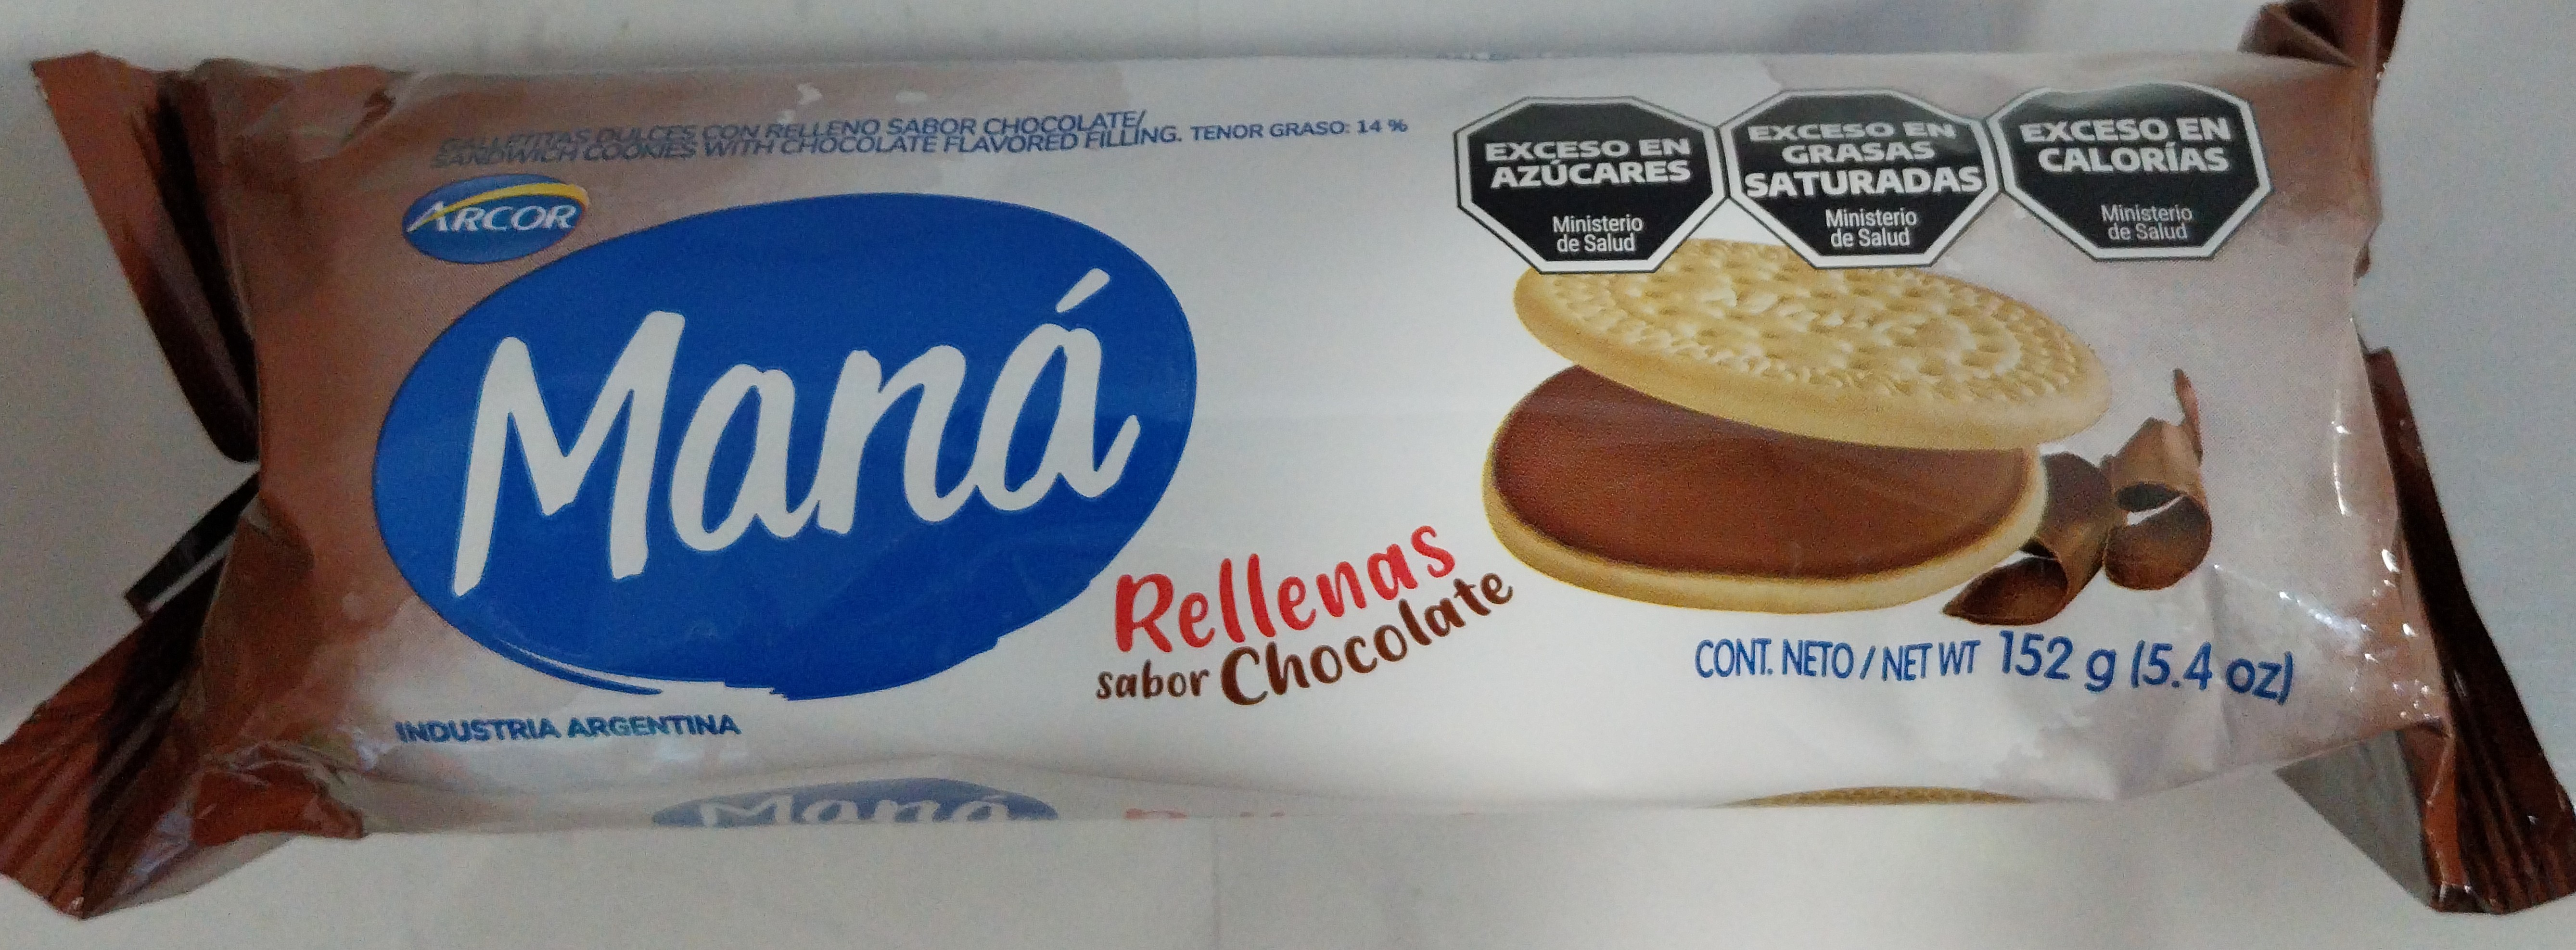 GALLETITAS DULCES CON RELLENO SABOR CHOCOLATE/
SANDWICH COOKIES WITH CHOCOLATE FLAVORED FILLING. TENOR GRASO: 14 %
ARCOR
Maná
Rellenas
sabor Chocolate
INDUSTRIA ARGENTINA
EXCESO EN
AZÚCARES
Ministerio
de Salud
EXCESO EN
GRASAS
SATURADAS
Ministerio
de Salud
EXCESO EN
CALORÍAS
Ministerio
de Salud
CONT. NETO / NET WT 152 g (5.4 oz)
Maná